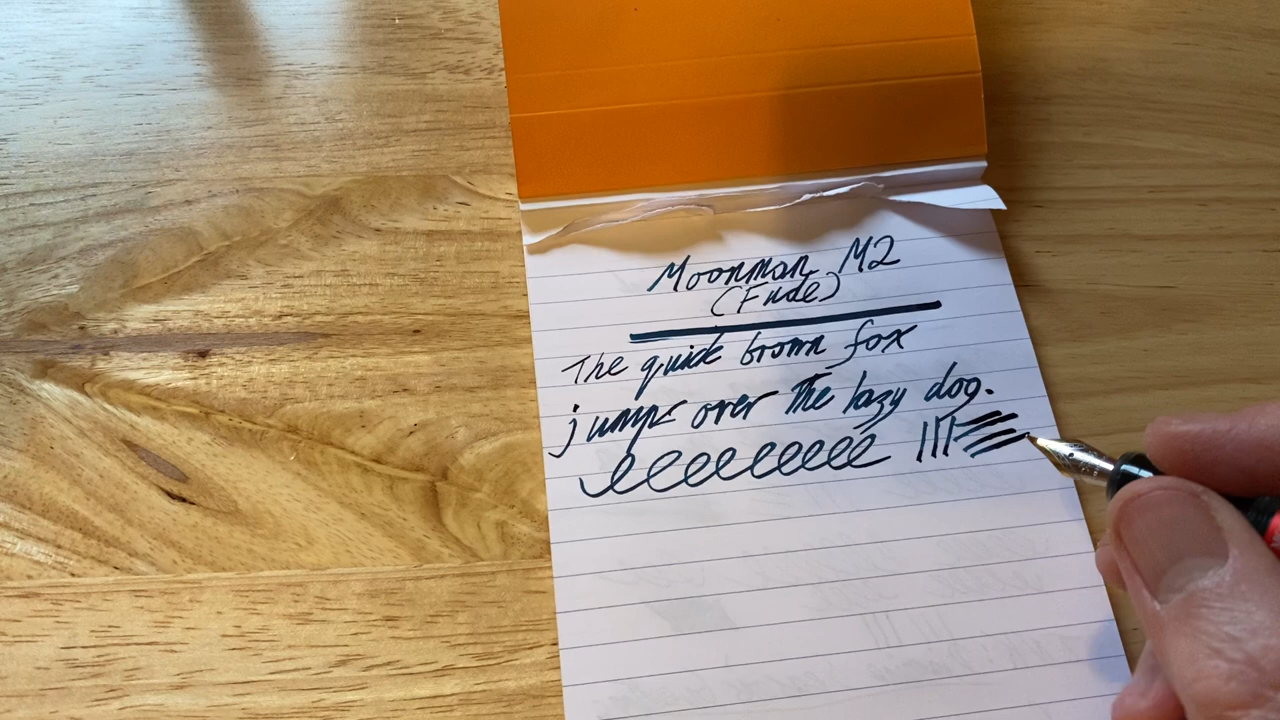 Moonman M2
(Fude)
The quick brown fox
jumps over the lazy dog.